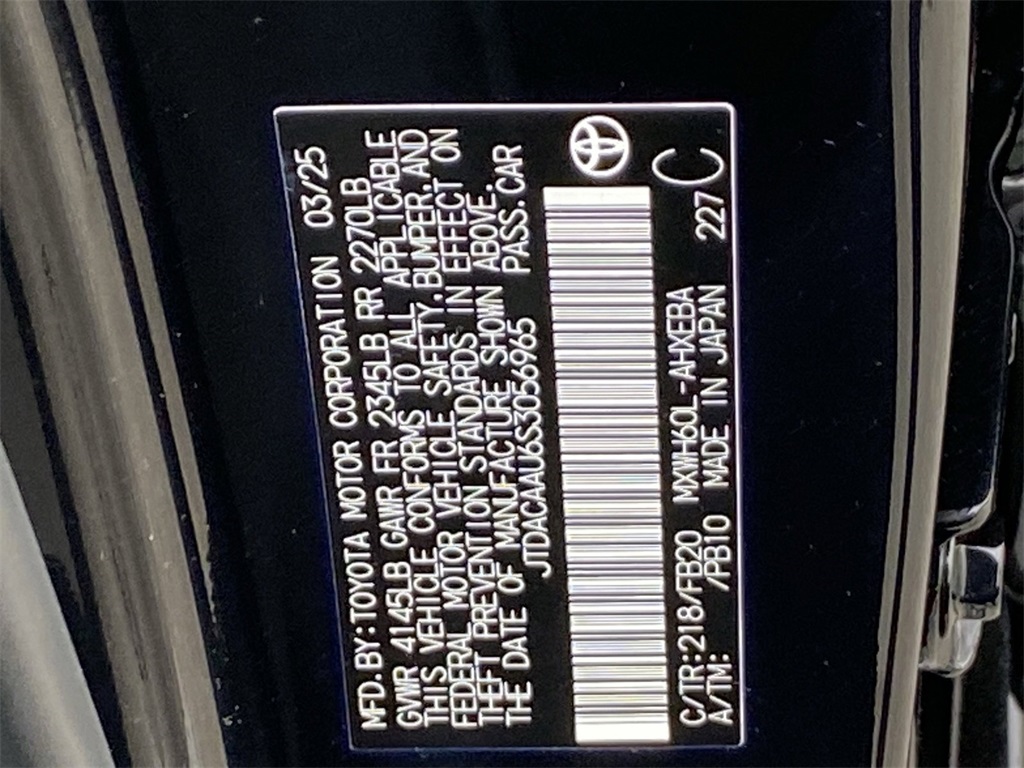 MFD.BY:TOYOTA MOTOR CORPORATION 03/25
GVWR 4145LB GAWR FR 2345LB RR 2270LB
THIS VEHICLE CONFORMS TO ALL APPLICABLE
FEDERAL MOTOR VEHICLE SAFETY,BUMPER,AND
THEFT PREVENTION STANDARDS IN EFFECT ON
THE DATE OF MANUFACTURE SHOWN ABOVE.
JTDACAAU6S3056965 PASS.CAR
C/TR:218/FB20 MXWH60L-AHXEBA 227 C
A/TM: /PB10 MADE IN JAPAN